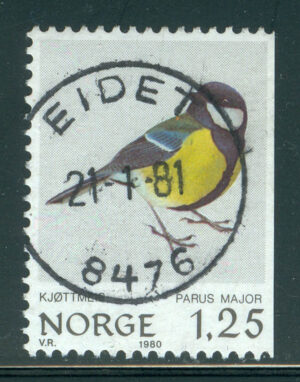 EIDET
21-1-81
8476
KJØTTMEIS PARUS MAJOR
NORGE 1,25
V.R. 1980